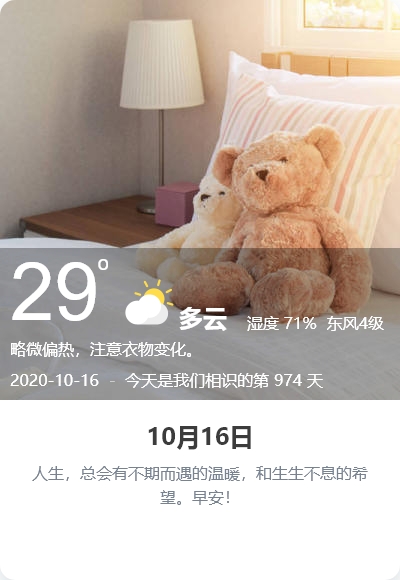 29°
多云 湿度 71% 东风4级
略微偏热，注意衣物变化。
2020-10-16 - 今天是我们相识的第 974 天
10月16日
人生，总会有不期而遇的温暖，和生生不息的希
望。早安！